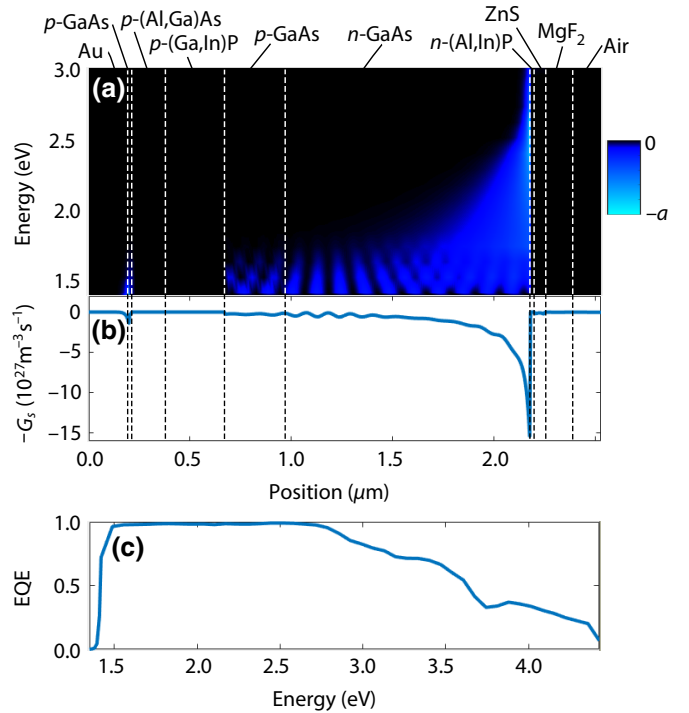 ZnS
p-GaAs p-(Al,Ga)As MgF₂
Au p-(Ga,In)P p-GaAs n-GaAs n-(Al,In)P Air
3.0
(a)
2.5
2.0
1.5
Energy (eV)
0
−a
0
−5
−10
−15
(b)
−Gₛ (10²⁷m⁻³s⁻¹)
0.0 0.5 1.0 1.5 2.0
Position (μm)
1.0
(c)
0.5
0.0
EQE
1.5 2.0 2.5 3.0 3.5 4.0
Energy (eV)